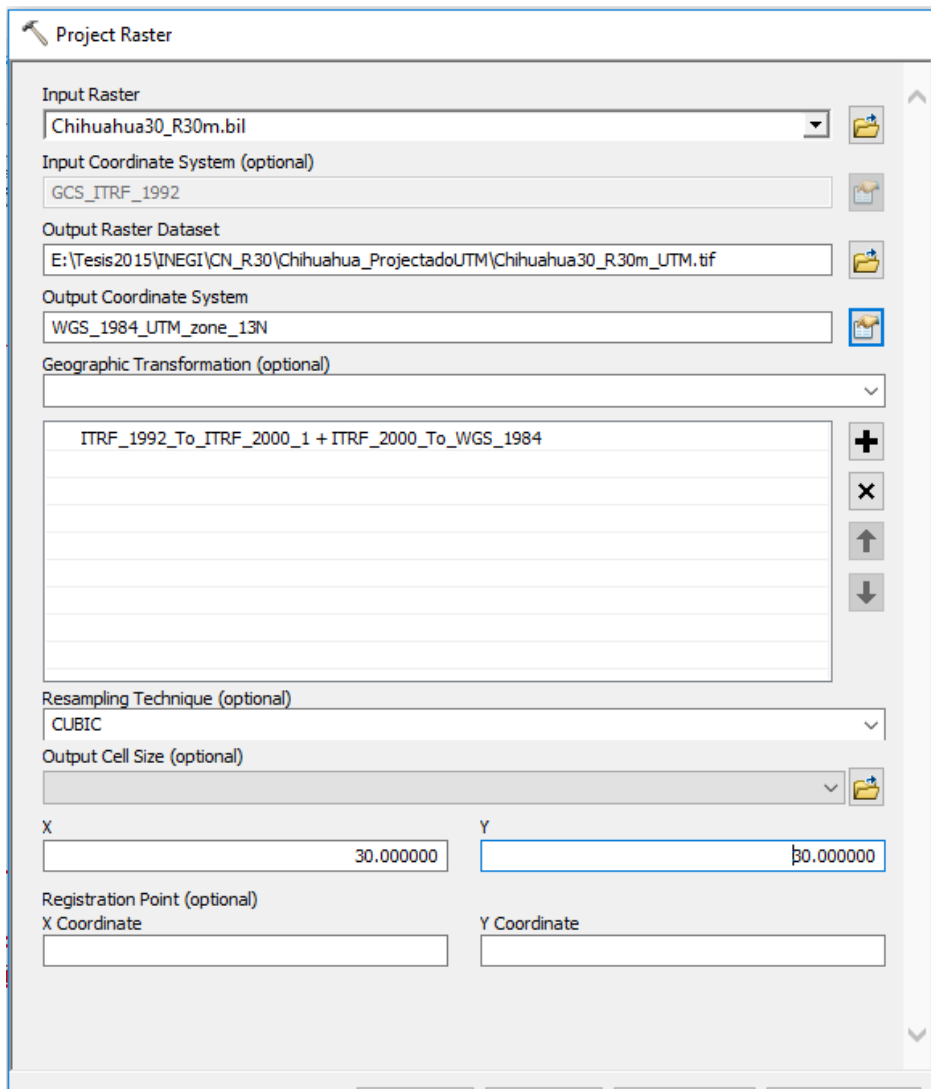 Project Raster
Input Raster
Chihuahua30_R30m.bil
Input Coordinate System (optional)
GCS_ITRF_1992
Output Raster Dataset
E:\Tesis2015\INEGI\CN_R30\Chihuahua_ProjectadoUTM\Chihuahua30_R30m_UTM.tif
Output Coordinate System
WGS_1984_UTM_zone_13N
Geographic Transformation (optional)
ITRF_1992_To_ITRF_2000_1 + ITRF_2000_To_WGS_1984
Resampling Technique (optional)
CUBIC
Output Cell Size (optional)
X Y
30.000000 30.000000
Registration Point (optional)
X Coordinate Y Coordinate